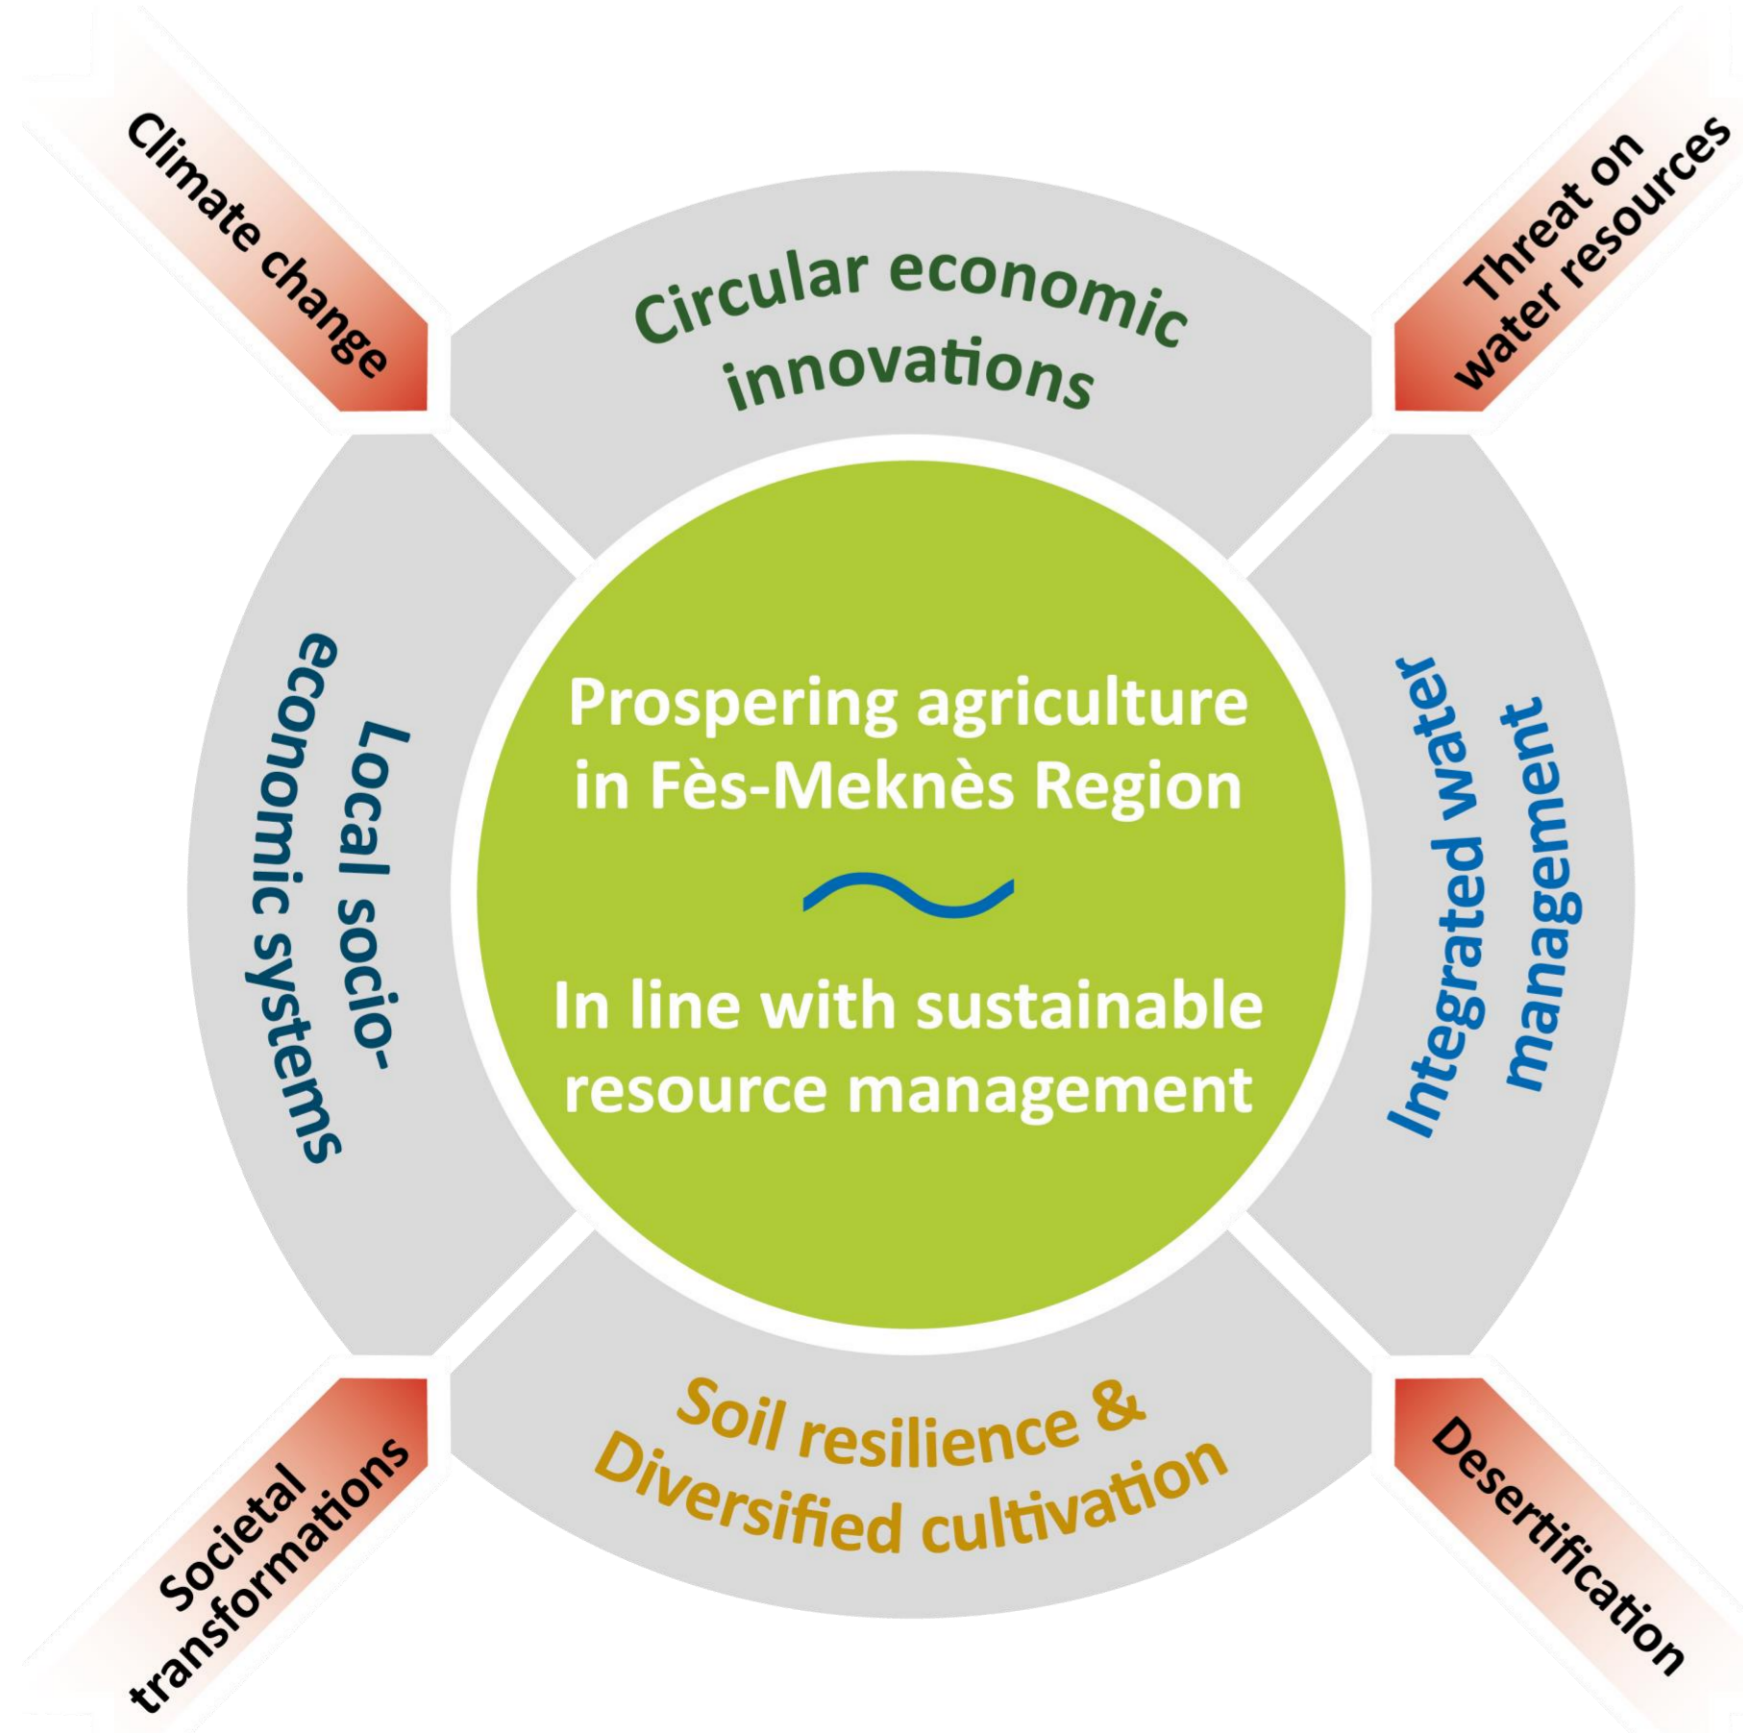 Climate change
Threat on
water resources
Circular economic
innovations
Local socio-
economic systems
Prospering agriculture
in Fès-Meknès Region
In line with sustainable
resource management
Integrated water
management
Soil resilience &
Diversified cultivation
Societal
transformations
Desertification